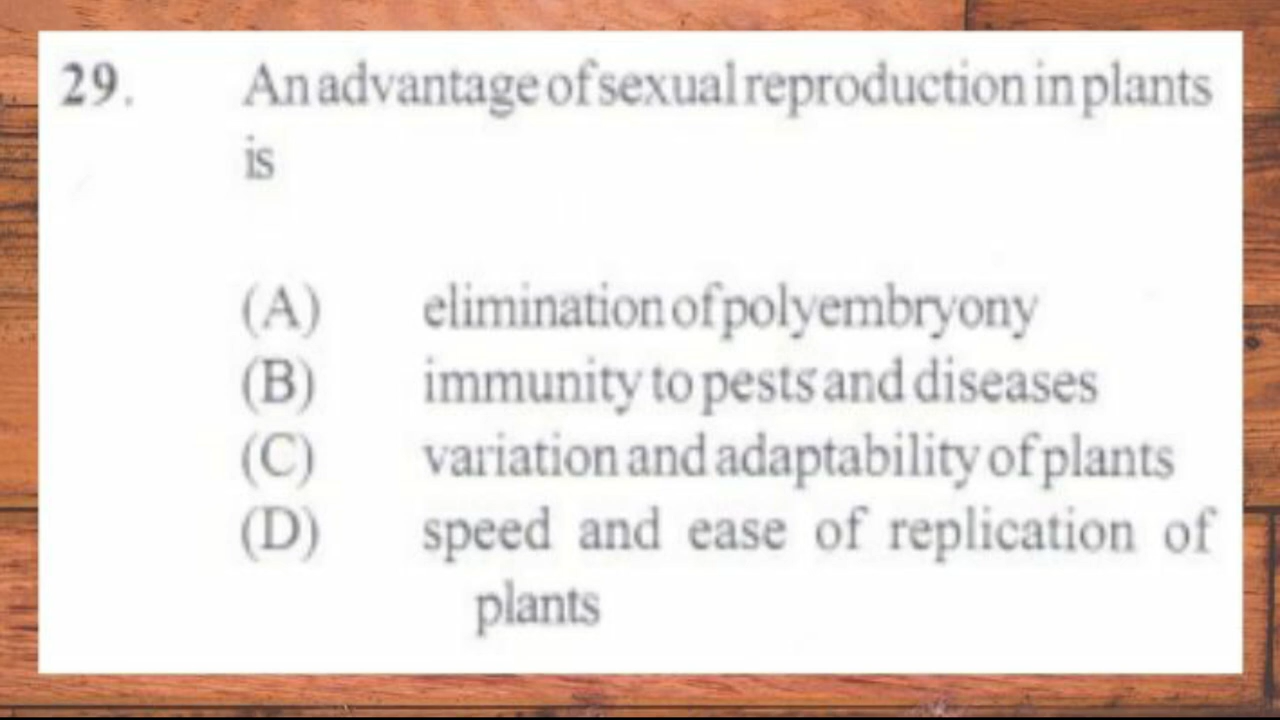 29. An advantage of sexual reproduction in plants
is
(A) elimination of polyembryony
(B) immunity to pests and diseases
(C) variation and adaptability of plants
(D) speed and ease of replication of
plants